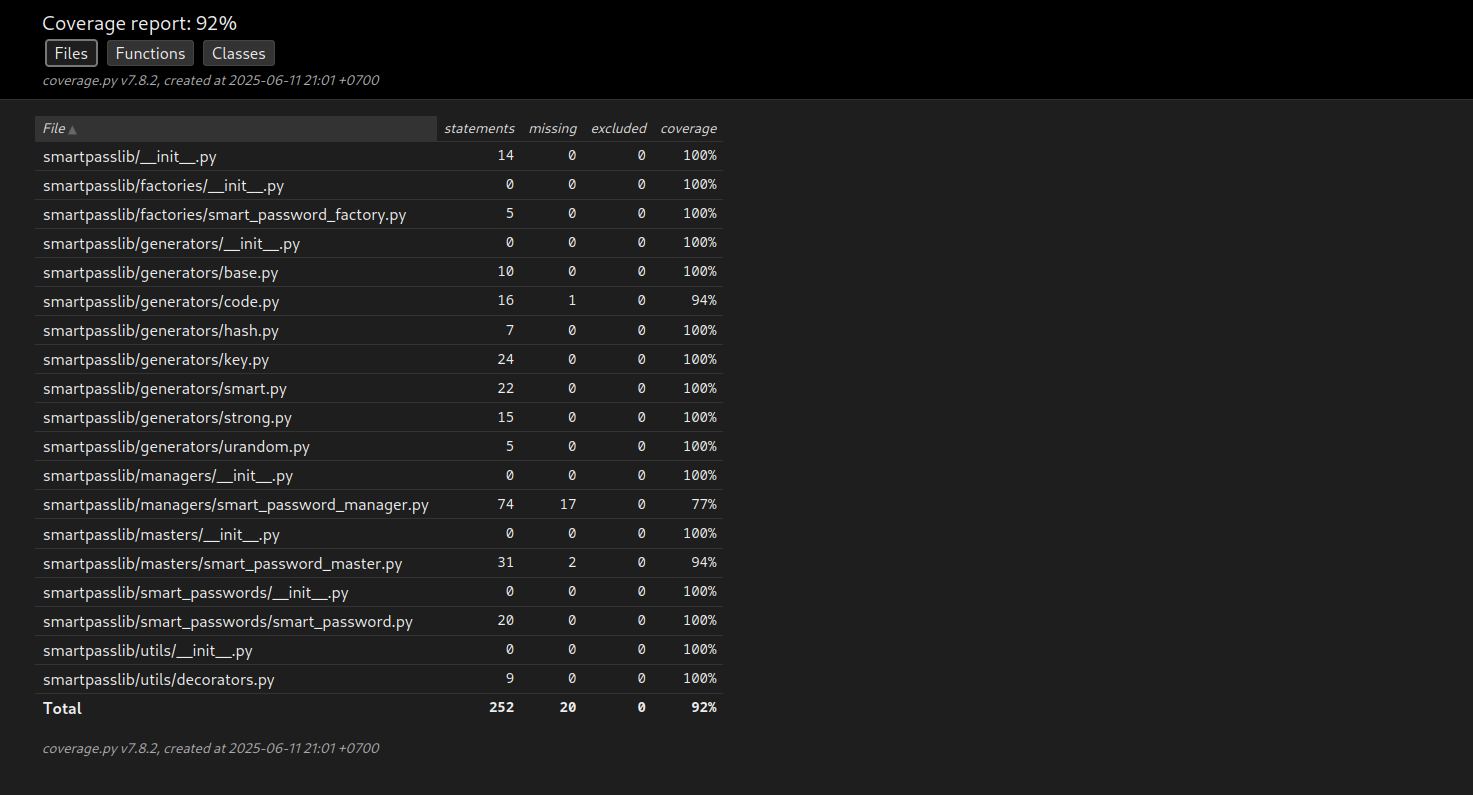 Coverage report: 92%
Files Functions Classes
coverage.py v7.8.2, created at 2025-06-11 21:01 +0700
File▲ statements missing excluded coverage
smartpasslib/__init__.py 14 0 0 100%
smartpasslib/factories/__init__.py 0 0 0 100%
smartpasslib/factories/smart_password_factory.py 5 0 0 100%
smartpasslib/generators/__init__.py 0 0 0 100%
smartpasslib/generators/base.py 10 0 0 100%
smartpasslib/generators/code.py 16 1 0 94%
smartpasslib/generators/hash.py 7 0 0 100%
smartpasslib/generators/key.py 24 0 0 100%
smartpasslib/generators/smart.py 22 0 0 100%
smartpasslib/generators/strong.py 15 0 0 100%
smartpasslib/generators/urandom.py 5 0 0 100%
smartpasslib/managers/__init__.py 0 0 0 100%
smartpasslib/managers/smart_password_manager.py 74 17 0 77%
smartpasslib/masters/__init__.py 0 0 0 100%
smartpasslib/masters/smart_password_master.py 31 2 0 94%
smartpasslib/smart_passwords/__init__.py 0 0 0 100%
smartpasslib/smart_passwords/smart_password.py 20 0 0 100%
smartpasslib/utils/__init__.py 0 0 0 100%
smartpasslib/utils/decorators.py 9 0 0 100%
Total 252 20 0 92%
coverage.py v7.8.2, created at 2025-06-11 21:01 +0700